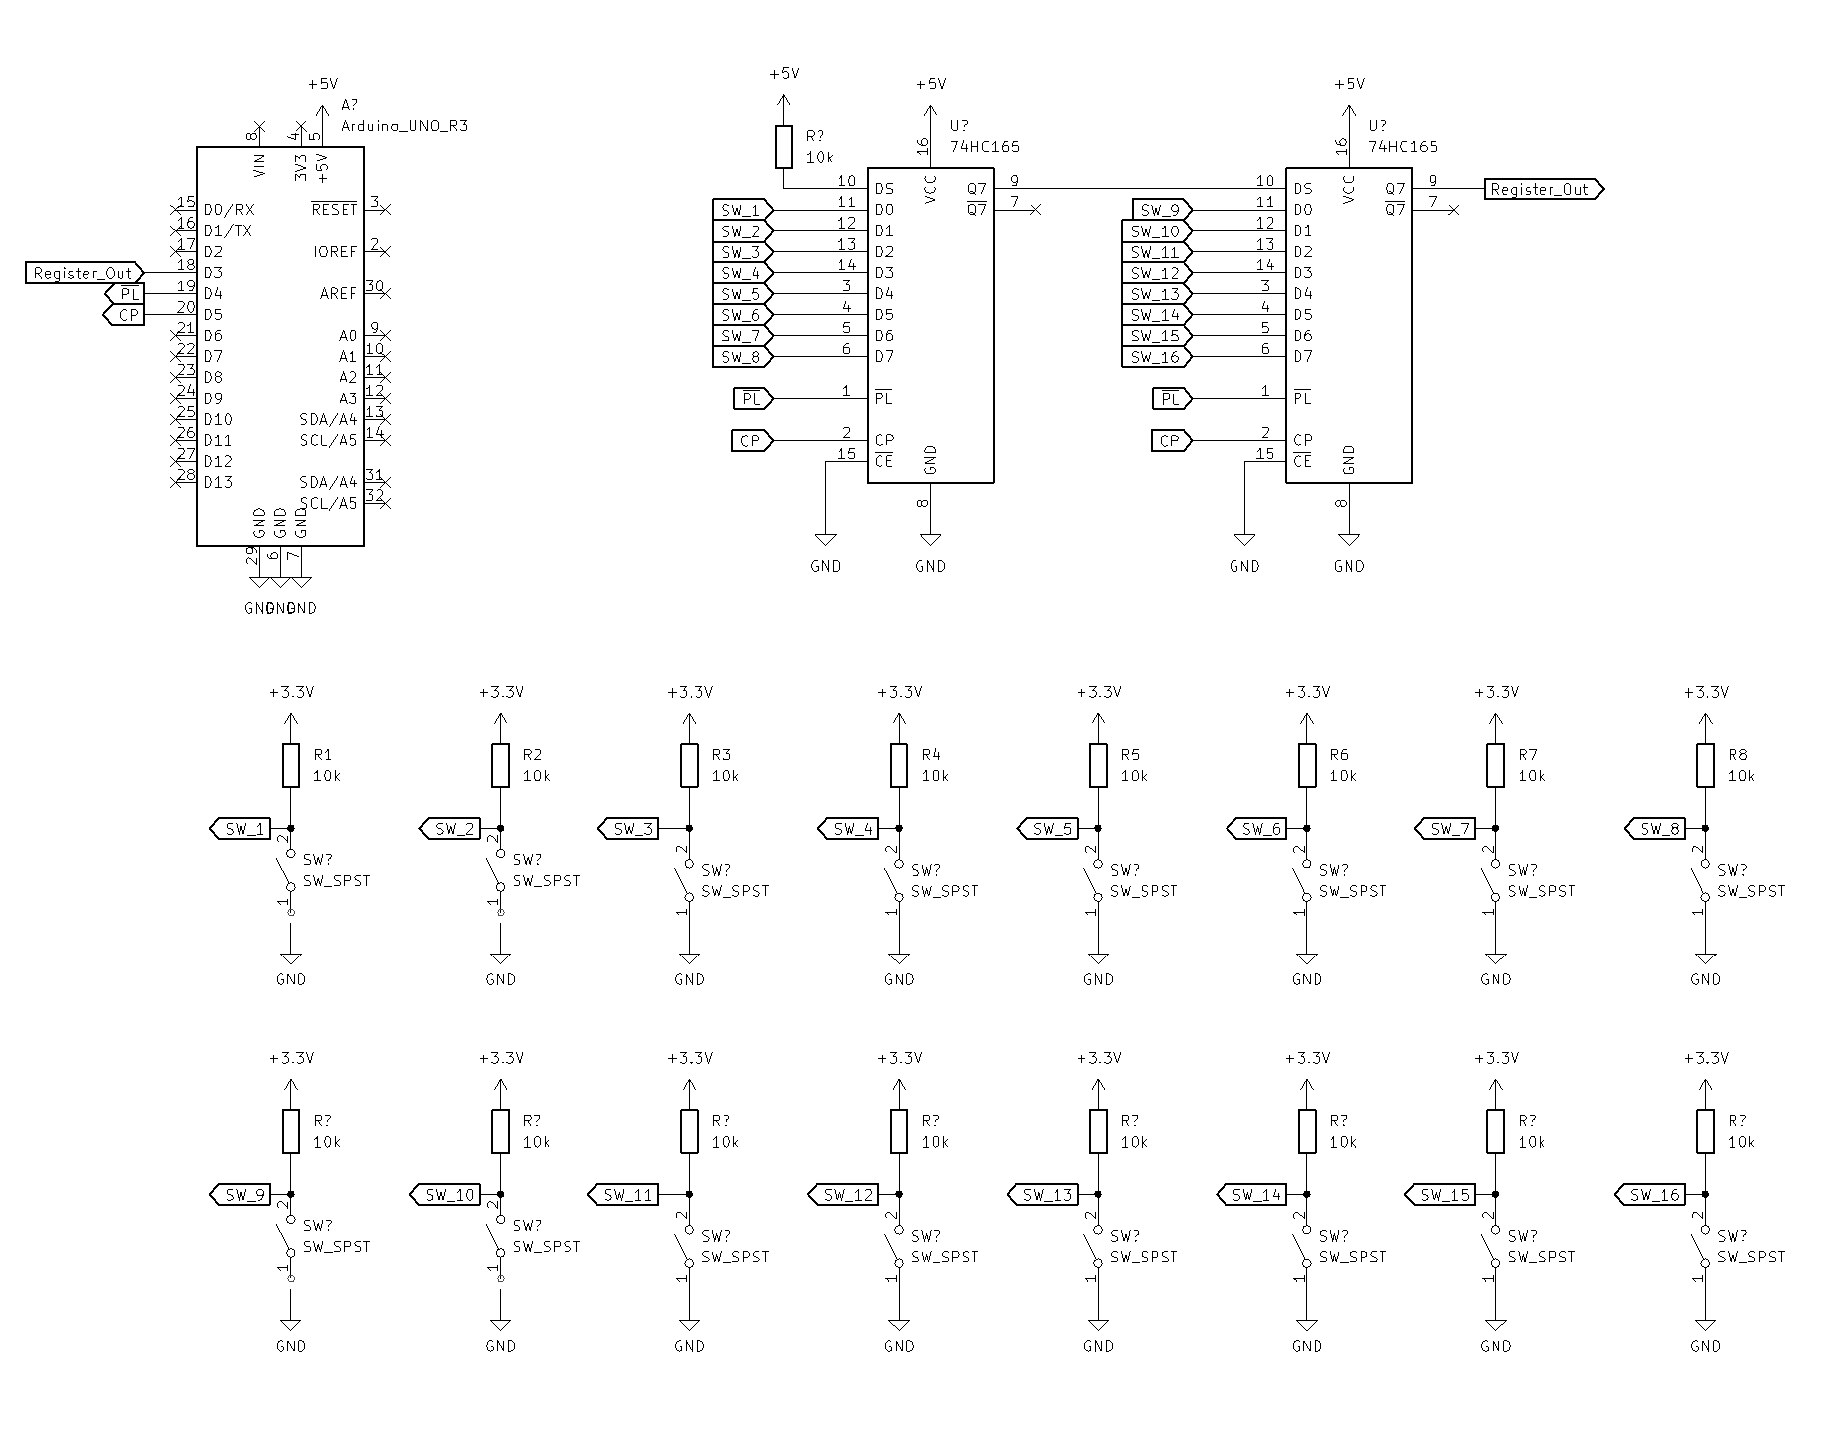 +5V
A?
Arduino_UNO_R3
8
4
5
VIN
3V3
+5V
15 D0/RX
16 D1/TX
17 D2
Register_Out 18 D3
PL 19 D4
CP 20 D5
21 D6
22 D7
23 D8
24 D9
25 D10
26 D11
27 D12
28 D13
RESET 3
IOREF 2
AREF 30
A0 9
A1 10
A2 11
A3 12
SDA/A4 13
SCL/A5 14
SDA/A4 31
SCL/A5 32
GND GND GND
29 6 7
GND GND GND
+5V
R?
10k
+5V
U?
74HC165
16
VCC
10 DS
SW_1 11 D0
SW_2 12 D1
SW_3 13 D2
SW_4 14 D3
SW_5 3 D4
SW_6 4 D5
SW_7 5 D6
SW_8 6 D7
PL 1 PL
CP 2 CP
15 CE
Q7 9
Q7 7
GND
8
GND
GND
+5V
U?
74HC165
16
VCC
10 DS
SW_9 11 D0
SW_10 12 D1
SW_11 13 D2
SW_12 14 D3
SW_13 3 D4
SW_14 4 D5
SW_15 5 D6
SW_16 6 D7
PL 1 PL
CP 2 CP
15 CE
Q7 9 Register_Out
Q7 7
GND
8
GND
GND
+3.3V
R1
10k
SW_1
2
SW?
SW_SPST
1
GND
+3.3V
R2
10k
SW_2
2
SW?
SW_SPST
1
GND
+3.3V
R3
10k
SW_3
2
SW?
SW_SPST
1
GND
+3.3V
R4
10k
SW_4
2
SW?
SW_SPST
1
GND
+3.3V
R5
10k
SW_5
2
SW?
SW_SPST
1
GND
+3.3V
R6
10k
SW_6
2
SW?
SW_SPST
1
GND
+3.3V
R7
10k
SW_7
2
SW?
SW_SPST
1
GND
+3.3V
R8
10k
SW_8
2
SW?
SW_SPST
1
GND
+3.3V
R?
10k
SW_9
2
SW?
SW_SPST
1
GND
+3.3V
R?
10k
SW_10
2
SW?
SW_SPST
1
GND
+3.3V
R?
10k
SW_11
2
SW?
SW_SPST
1
GND
+3.3V
R?
10k
SW_12
2
SW?
SW_SPST
1
GND
+3.3V
R?
10k
SW_13
2
SW?
SW_SPST
1
GND
+3.3V
R?
10k
SW_14
2
SW?
SW_SPST
1
GND
+3.3V
R?
10k
SW_15
2
SW?
SW_SPST
1
GND
+3.3V
R?
10k
SW_16
2
SW?
SW_SPST
1
GND